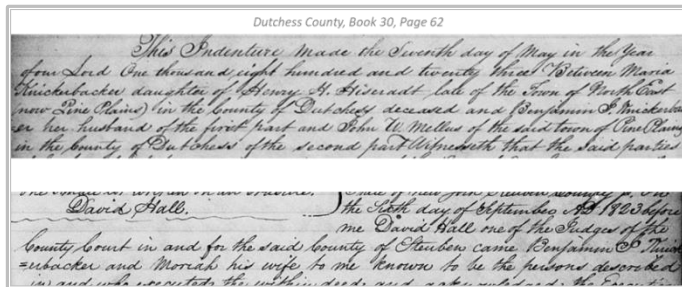 Dutchess County, Book 30, Page 62
This Indenture made the Seventh day of May in the Year
of our Lord One thousand eight hundred and twenty three Between Maria
Knickerbacker daughter of Henry H. Hiseradt late of the Town of North East
(now Pine Plains) in the County of Dutchess deceased and Benjamin P. Knickerback
er her husband of the first part and John W. Mellus of the said town of Pine Plains
in the County of Dutchess of the second part Witnesseth that the said parties
State of New York Steuben County
David Hall.
the Sixth day of September AD 1823 before
me David Hall one of the Judges of the
County Court in and for the said County of Steuben came Benjamin P Knick
=erbacker and Moriah his wife to me known to be the persons described
in and who executed the within deed and acknowledged the Execution